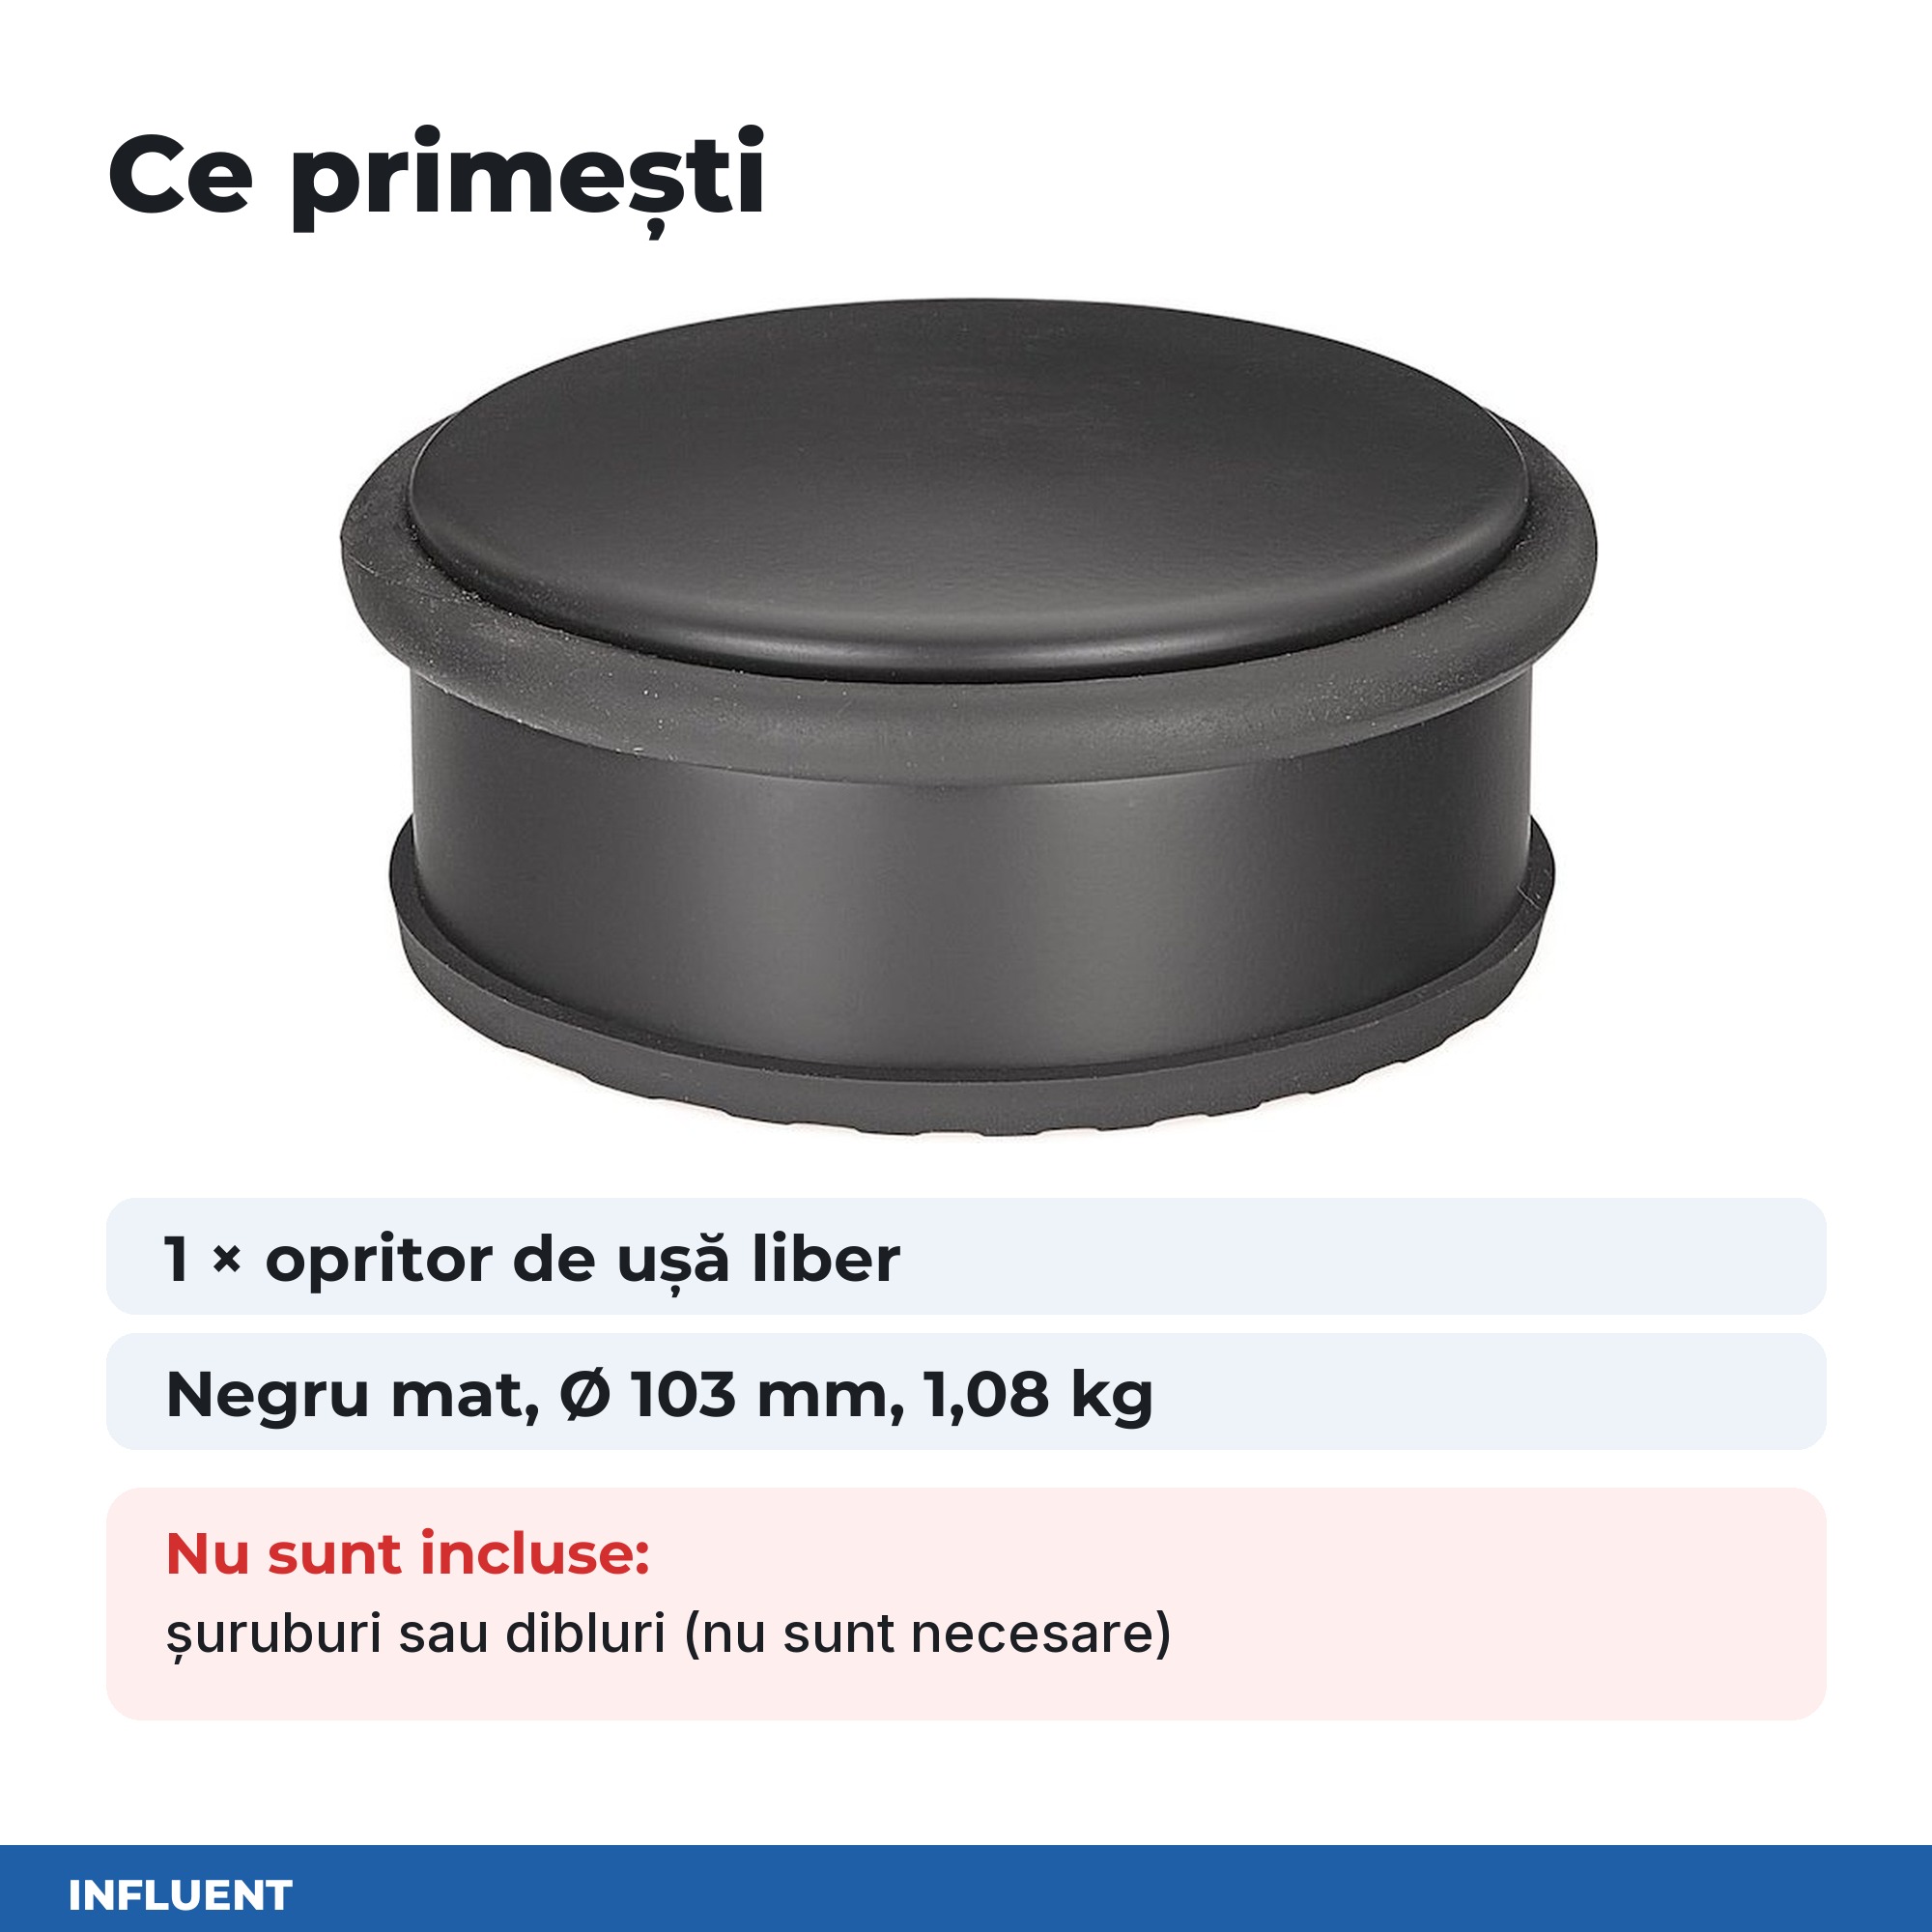 Ce primești
1 × opritor de ușă liber
Negru mat, Ø 103 mm, 1,08 kg
Nu sunt incluse:
șuruburi sau dibluri (nu sunt necesare)
INFLUENT